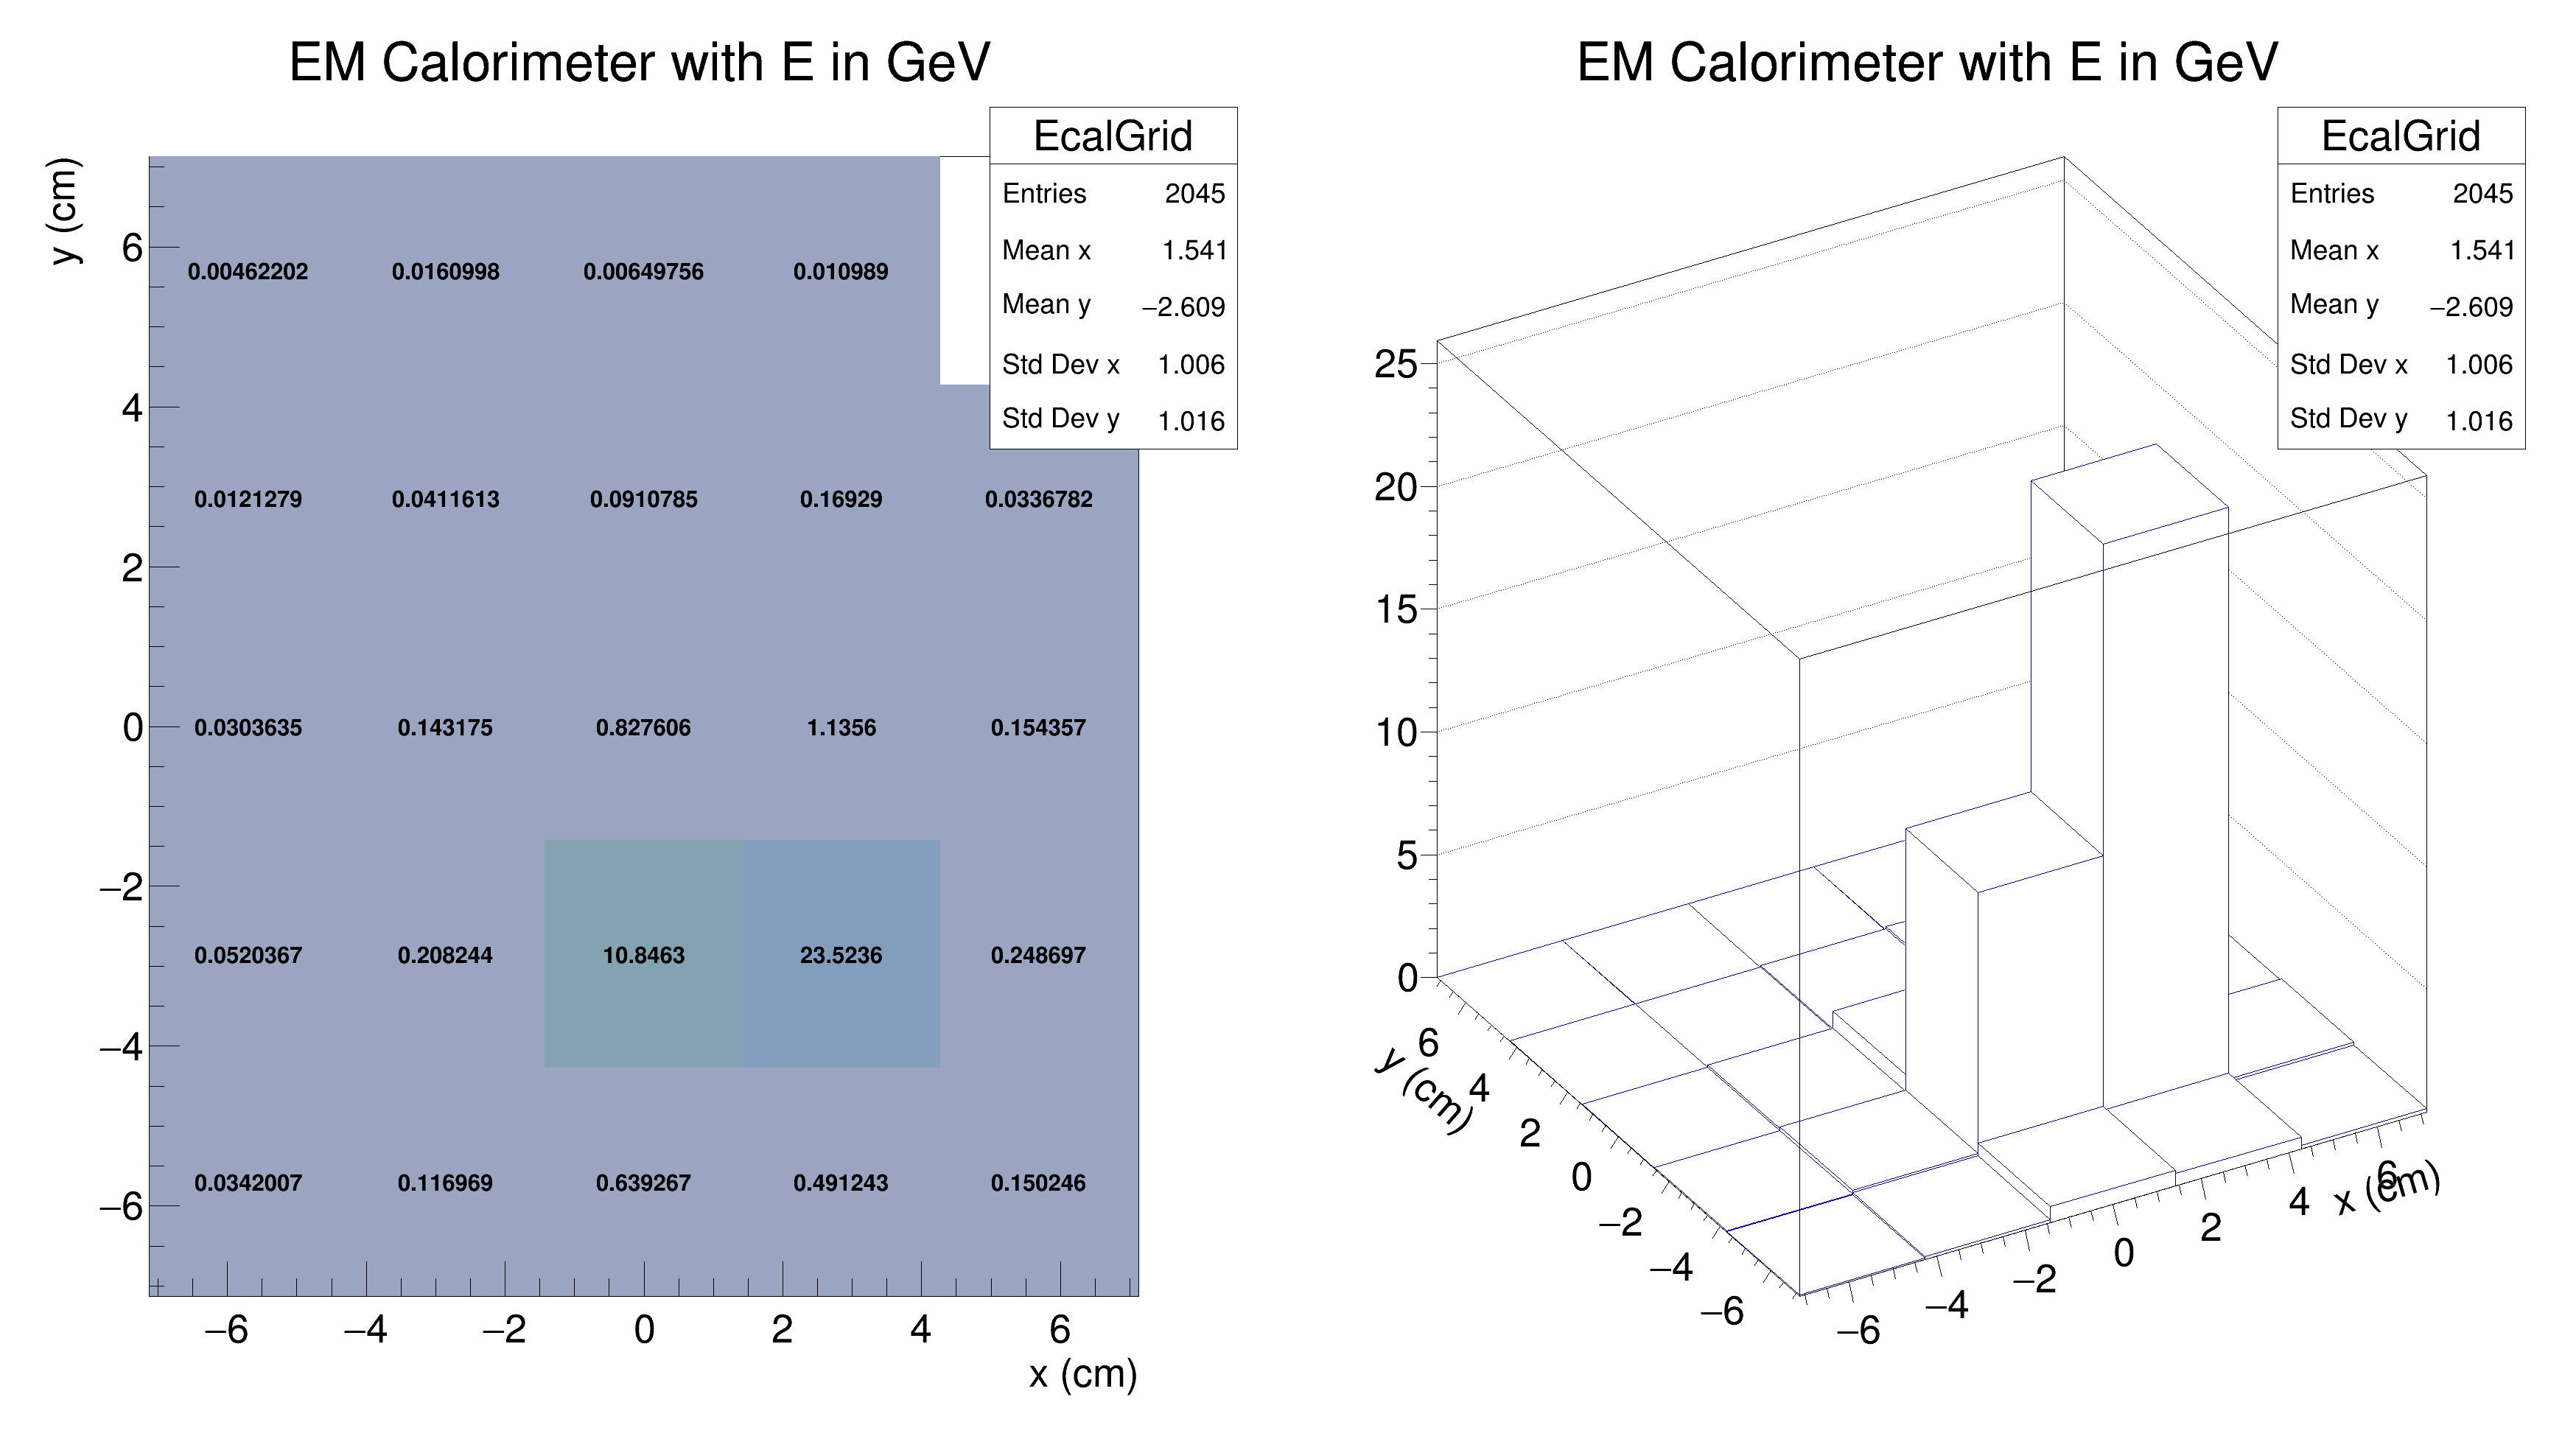 EM Calorimeter with E in GeV
EcalGrid
Entries 2045
Mean x 1.541
Mean y −2.609
Std Dev x 1.006
Std Dev y 1.016
y (cm)
6
4
2
0
−2
−4
−6
0.00462202 0.0160998 0.00649756 0.010989
0.0121279 0.0411613 0.0910785 0.16929 0.0336782
0.0303635 0.143175 0.827606 1.1356 0.154357
0.0520367 0.208244 10.8463 23.5236 0.248697
0.0342007 0.116969 0.639267 0.491243 0.150246
−6 −4 −2 0 2 4 6
x (cm)
EM Calorimeter with E in GeV
EcalGrid
Entries 2045
Mean x 1.541
Mean y −2.609
Std Dev x 1.006
Std Dev y 1.016
25
20
15
10
5
0
6
4
2
0
−2
−4
−6
y (cm)
−6
−4
−2
0
2
4
6
x (cm)